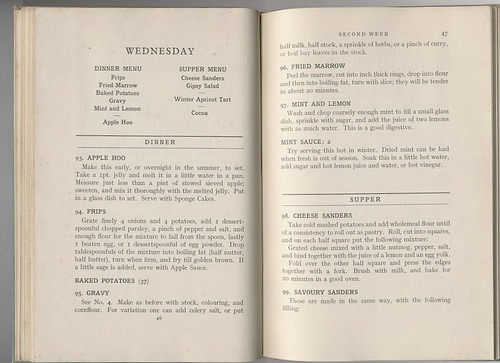 WEDNESDAY
DINNER MENU
Frips
Fried Marrow
Baked Potatoes
Gravy
Mint and Lemon
Apple Hoo
SUPPER MENU
Cheese Sanders
Gipsy Salad
Winter Apricot Tart
Cocoa
DINNER
93. APPLE HOO
Make this early, or overnight in the summer, to set.
Take a 1pt. jelly and melt it in a little water in a pan.
Measure just less than a pint of stewed sieved apple;
sweeten, and mix it thoroughly with the melted jelly. Put
in a glass dish to set. Serve with Sponge Cakes.
94. FRIPS
Grate finely 4 onions and 4 potatoes, add 1 dessert-
spoonful chopped parsley, a pinch of pepper and salt, and
enough flour for the mixture to fall from the spoon, lastly
1 beaten egg, or 1 dessertspoonful of egg powder. Drop
tablespoonfuls of the mixture into boiling fat (half nutter,
half butter), turn when firm, and fry till golden brown. If
a little sage is added, serve with Apple Sauce.
BAKED POTATOES (37)
95. GRAVY
See No. 4. Make as before with stock, colouring, and
cornflour. For variation one can add celery salt, or put
46
SECOND WEEK 47
half milk, half stock, a sprinkle of herbs, or a pinch of curry,
or boil bay leaves in the stock.
96. FRIED MARROW
Peel the marrow, cut into inch thick rings, drop into flour
and then into boiling fat, turn with slice; they will be tender
in about 20 minutes.
97. MINT AND LEMON
Wash and chop coarsely enough mint to fill a small glass
dish, sprinkle with sugar, and add the juice of two lemons
with as much water. This is a good digestive.
MINT SAUCE: 2
Try serving this hot in winter. Dried mint can be had
when fresh is out of season. Soak this in a little hot water,
add sugar and hot lemon juice and water, or hot vinegar.
SUPPER
98. CHEESE SANDERS
Take cold mashed potatoes and add wholemeal flour until
of a consistency to roll out as pastry. Roll, cut into squares,
and on each half square put the following mixture:
Grated cheese mixed with a little nutmeg, pepper, salt,
and bind together with the juice of a lemon and an egg yolk.
Fold over the other half square and press the edges
together with a fork. Brush with milk, and bake for
20 minutes in a good oven.
99. SAVOURY SANDERS
These are made in the same way, with the following
filling: